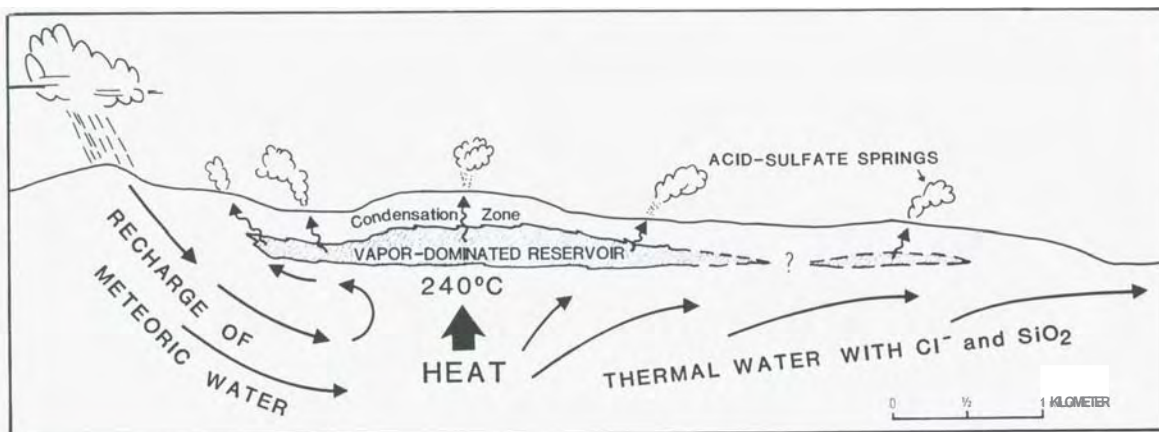 ACID-SULFATE SPRINGS
Condensation Zone
VAPOR-DOMINATED RESERVOIR
?
240°C
HEAT
RECHARGE OF
METEORIC WATER
THERMAL WATER WITH Cl⁻ and SiO₂
0 ½ 1 KILOMETER